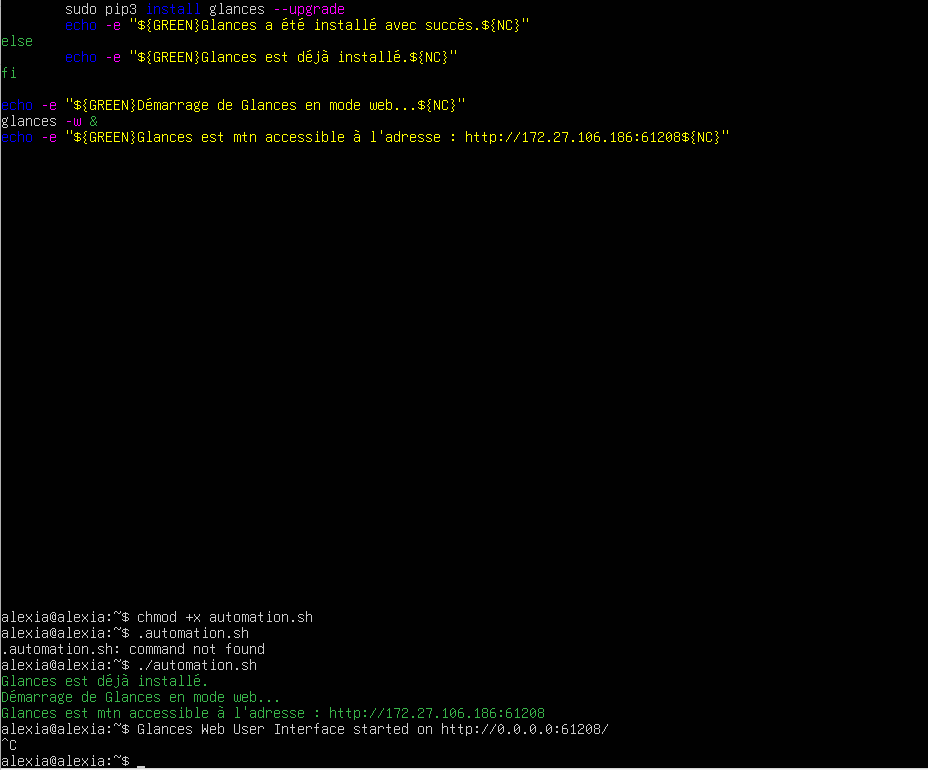 sudo pip3 install glances --upgrade
echo -e "${GREEN}Glances a été installé avec succès.${NC}"
else
echo -e "${GREEN}Glances est déjà installé.${NC}"
fi
echo -e "${GREEN}Démarrage de Glances en mode web...${NC}"
glances -w &
echo -e "${GREEN}Glances est mtn accessible à l'adresse : http://172.27.106.186:61208${NC}"
alexia@alexia:~$ chmod +x automation.sh
alexia@alexia:~$ .automation.sh
.automation.sh: command not found
alexia@alexia:~$ ./automation.sh
Glances est déjà installé.
Démarrage de Glances en mode web...
Glances est mtn accessible à l'adresse : http://172.27.106.186:61208
alexia@alexia:~$ Glances Web User Interface started on http://0.0.0.0:61208/
^C
alexia@alexia:~$ _